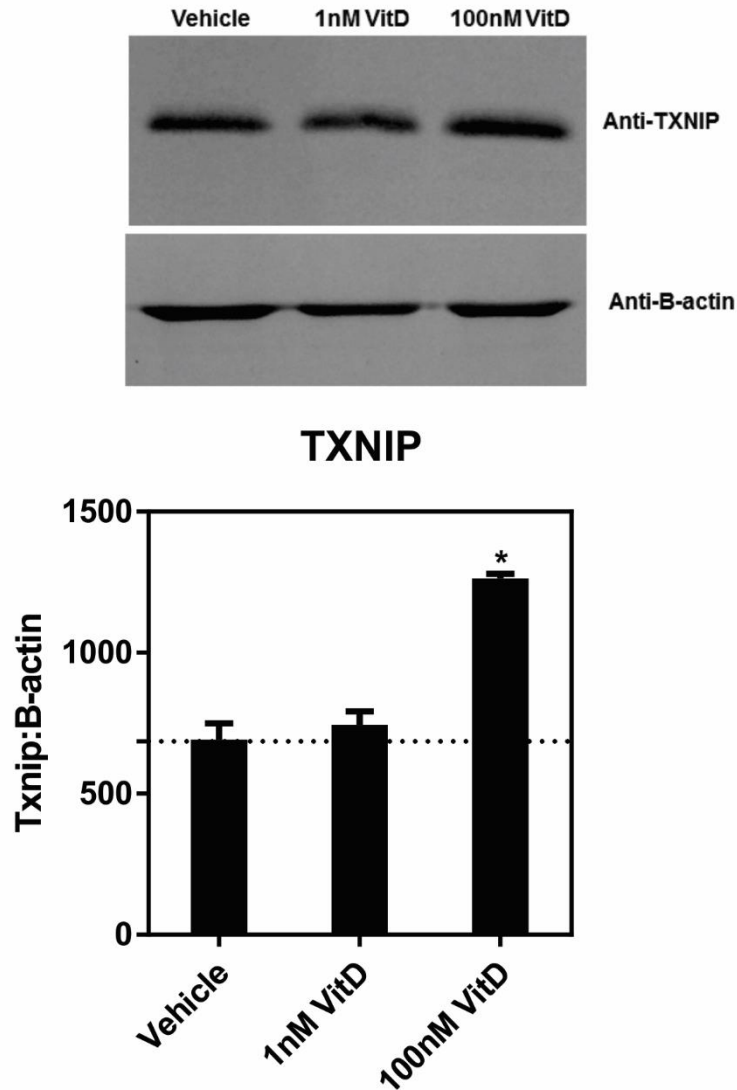 Vehicle 1nM VitD 100nM VitD
Anti-TXNIP
Anti-B-actin
TXNIP
Txnip:B-actin
1500
*
1000
500
0
Vehicle
1nM VitD
100nM VitD